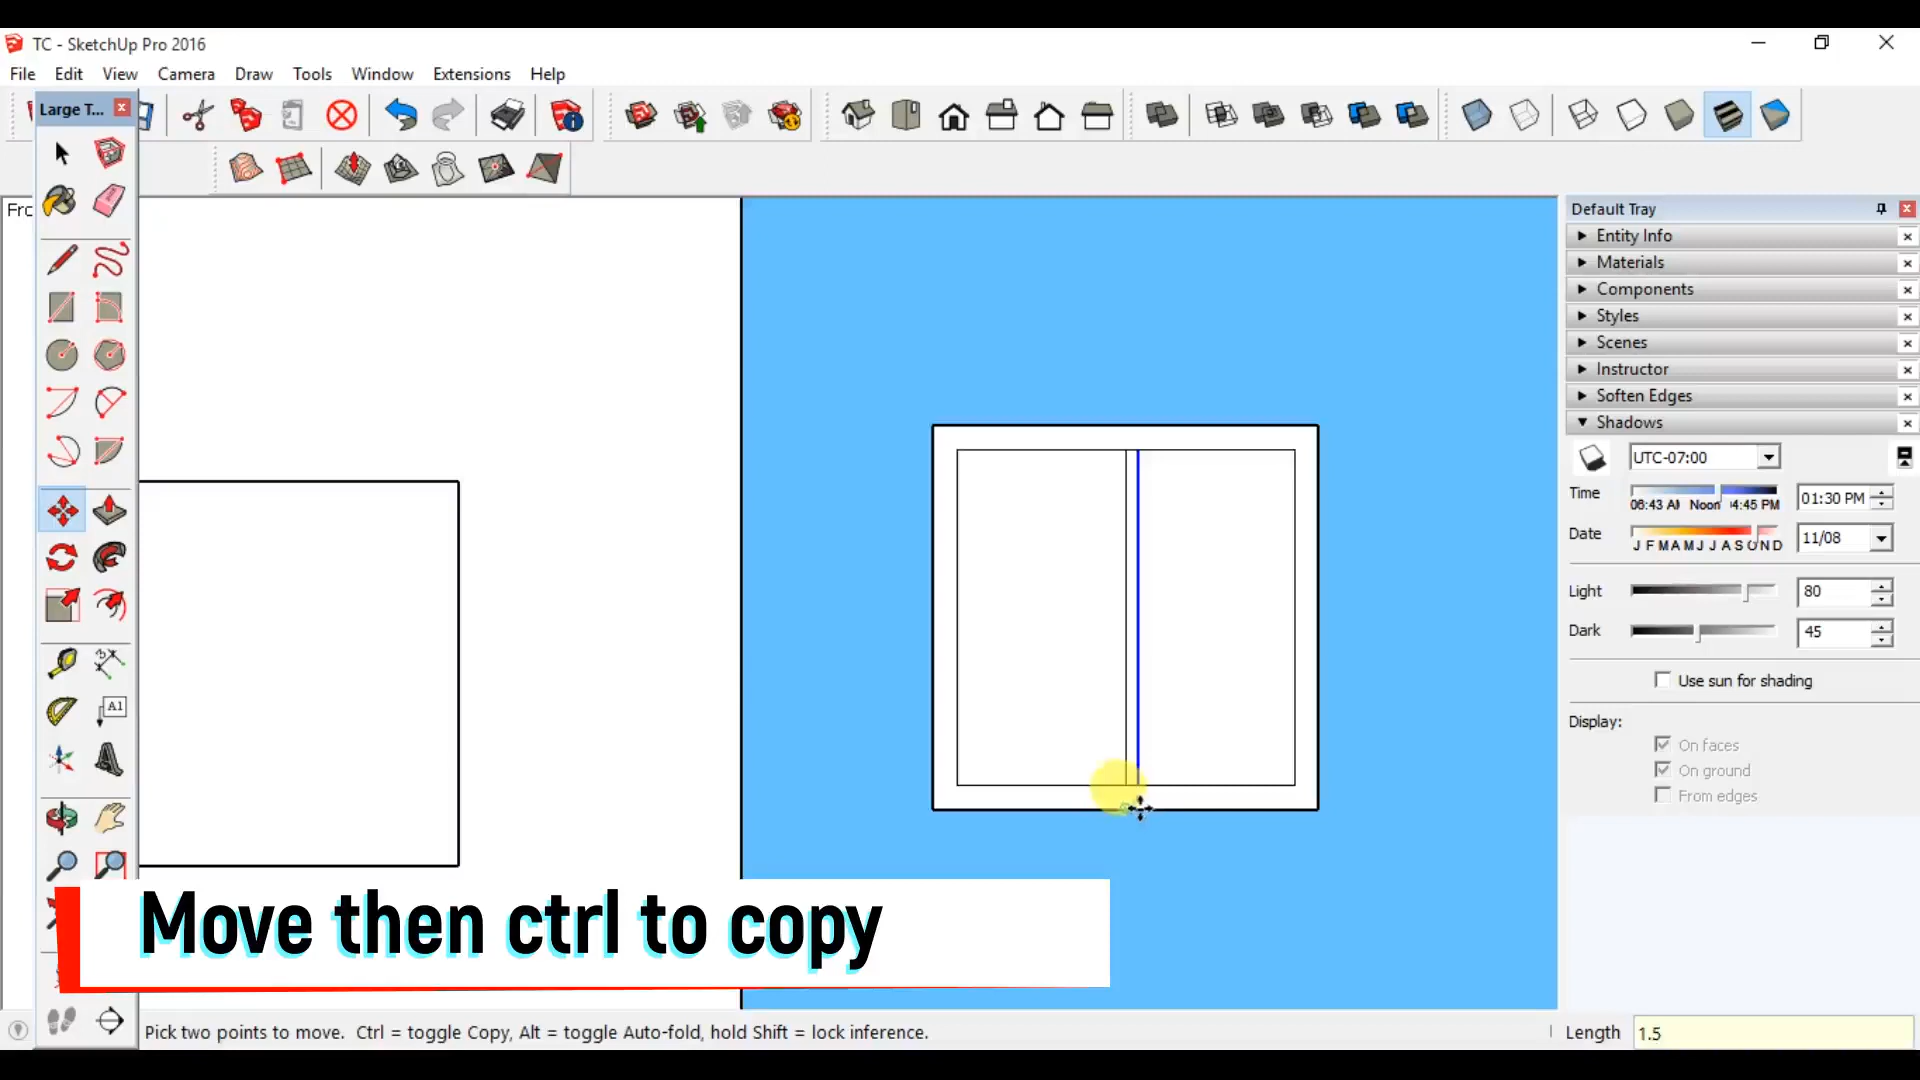 TC - SketchUp Pro 2016
File Edit View Camera Draw Tools Window Extensions Help
Large T...
A1
Default Tray
Entity Info
Materials
Components
Styles
Scenes
Instructor
Soften Edges
Shadows
UTC-07:00
Time
06:43 AM Noon 04:45 PM
01:30 PM
Date
J F M A M J J A S O N D
11/08
Light
80
Dark
45
Use sun for shading
Display:
On faces
On ground
From edges
Move then ctrl to copy
Pick two points to move. Ctrl = toggle Copy, Alt = toggle Auto-fold, hold Shift = lock inference.
Length 1.5